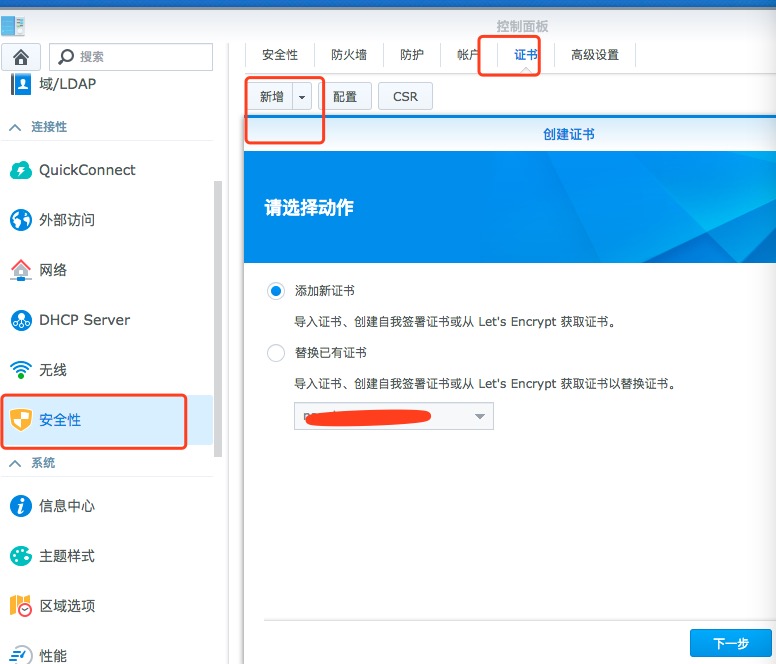 控制面板
搜索
域/LDAP
连接性
QuickConnect
外部访问
网络
DHCP Server
无线
安全性
系统
信息中心
主题样式
区域选项
性能
安全性 防火墙 防护 帐户 证书 高级设置
新增 配置 CSR
创建证书
请选择动作
添加新证书
导入证书、创建自我签署证书或从 Let's Encrypt 获取证书。
替换已有证书
导入证书、创建自我签署证书或从 Let's Encrypt 获取证书以替换证书。
下一步